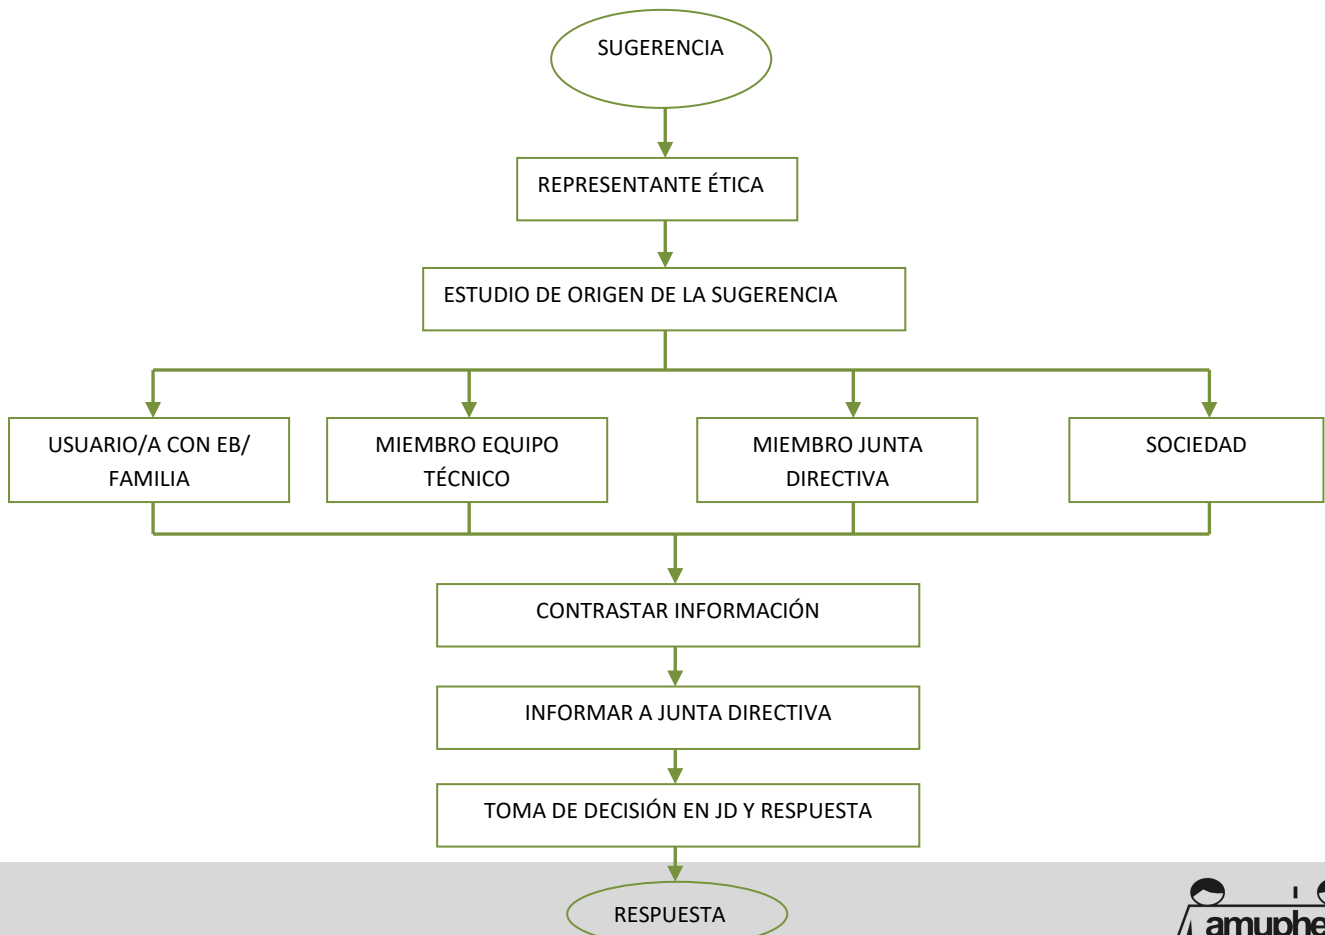 SUGERENCIA
REPRESENTANTE ÉTICA
ESTUDIO DE ORIGEN DE LA SUGERENCIA
USUARIO/A CON EB/
FAMILIA
MIEMBRO EQUIPO
TÉCNICO
MIEMBRO JUNTA
DIRECTIVA
SOCIEDAD
CONTRASTAR INFORMACIÓN
INFORMAR A JUNTA DIRECTIVA
TOMA DE DECISIÓN EN JD Y RESPUESTA
RESPUESTA
amuphe